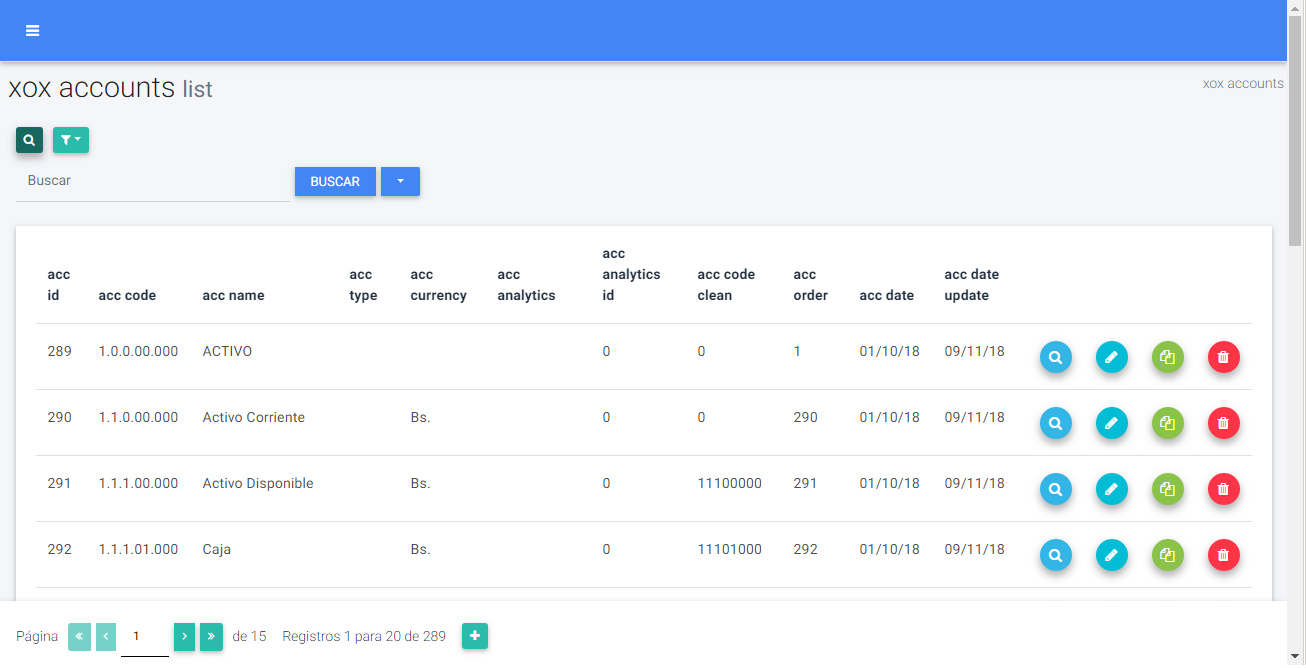 xox accounts list
xox accounts
Buscar
BUSCAR
acc id acc code acc name acc type acc currency acc analytics acc analytics id acc code clean acc order acc date acc date update
289 1.0.0.00.000 ACTIVO 0 0 1 01/10/18 09/11/18
290 1.1.0.00.000 Activo Corriente Bs. 0 0 290 01/10/18 09/11/18
291 1.1.1.00.000 Activo Disponible Bs. 0 11100000 291 01/10/18 09/11/18
292 1.1.1.01.000 Caja Bs. 0 11101000 292 01/10/18 09/11/18
Página « ‹ 1 › » de 15 Registros 1 para 20 de 289 +